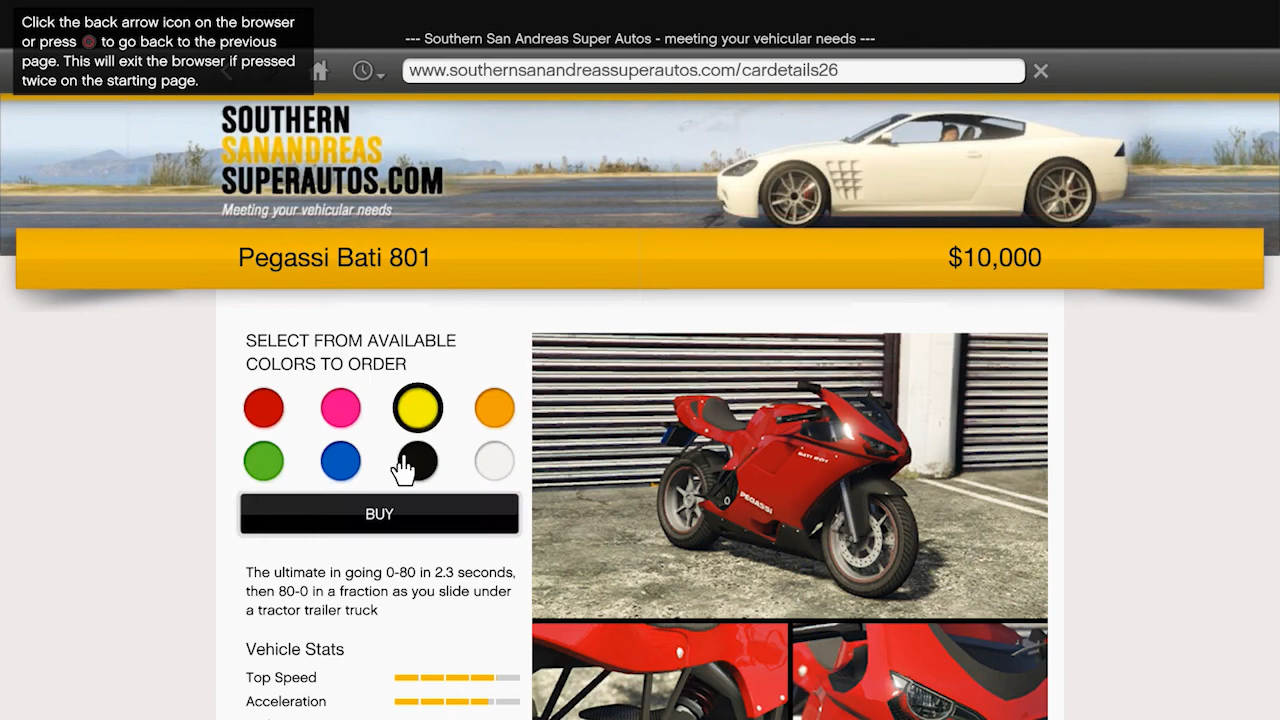 Click the back arrow icon on the browser
or press to go back to the previous
page. This will exit the browser if pressed
twice on the starting page.
--- Southern San Andreas Super Autos - meeting your vehicular needs ---
www.southernsanandreassuperautos.com/cardetails26
SOUTHERN
SANANDREAS
SUPERAUTOS.COM
Meeting your vehicular needs
Pegassi Bati 801
$10,000
SELECT FROM AVAILABLE
COLORS TO ORDER
BUY
The ultimate in going 0-80 in 2.3 seconds,
then 80-0 in a fraction as you slide under
a tractor trailer truck
Vehicle Stats
Top Speed
Acceleration
BATI 801
PEGASSI